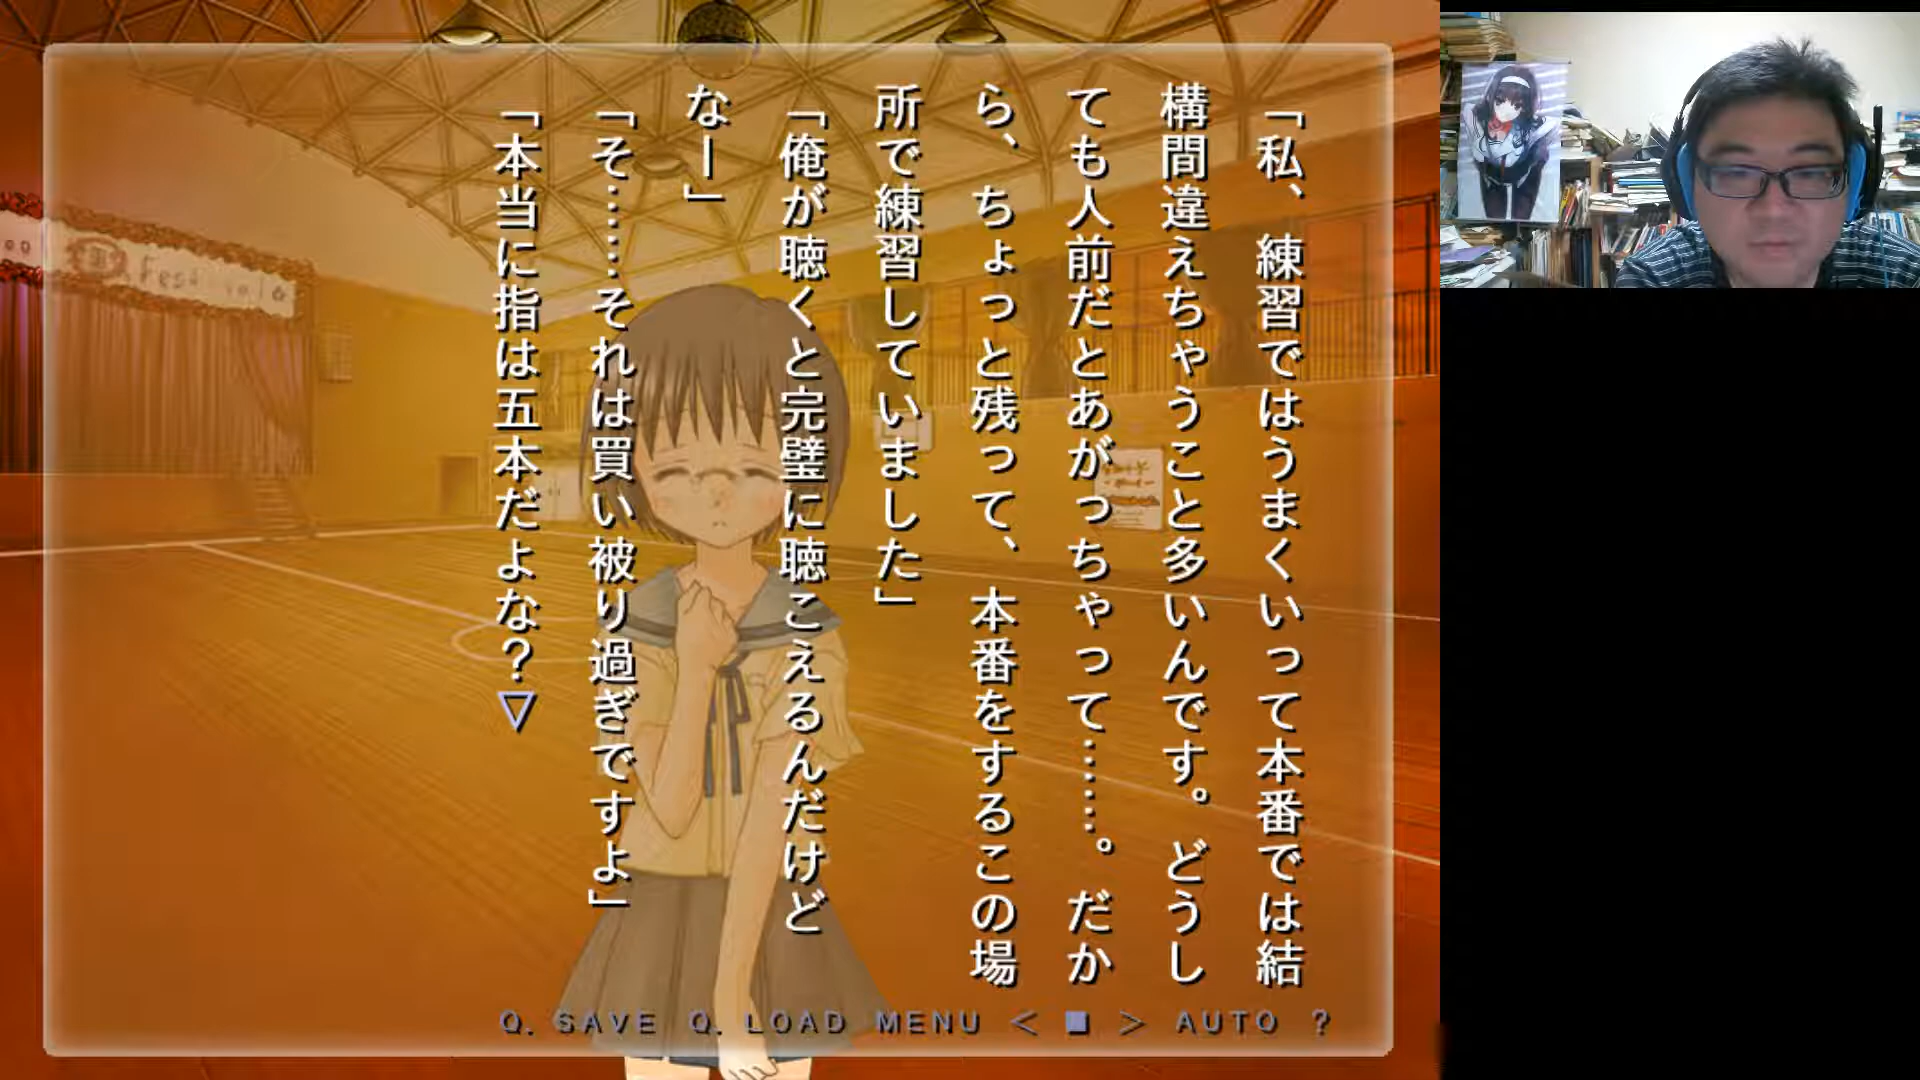 「私、練習ではうまくいって本番では結
構間違えちゃうこと多いんです。どうし
ても人前だとあがっちゃって……。だか
ら、ちょっと残って、本番をするこの場
所で練習していました」
「俺が聴くと完璧に聴こえるんだけど
なー」
「そ……それは買い被り過ぎですよ」
「本当に指は五本だよな？▽
Q. SAVE Q. LOAD MENU < ■ > AUTO ?